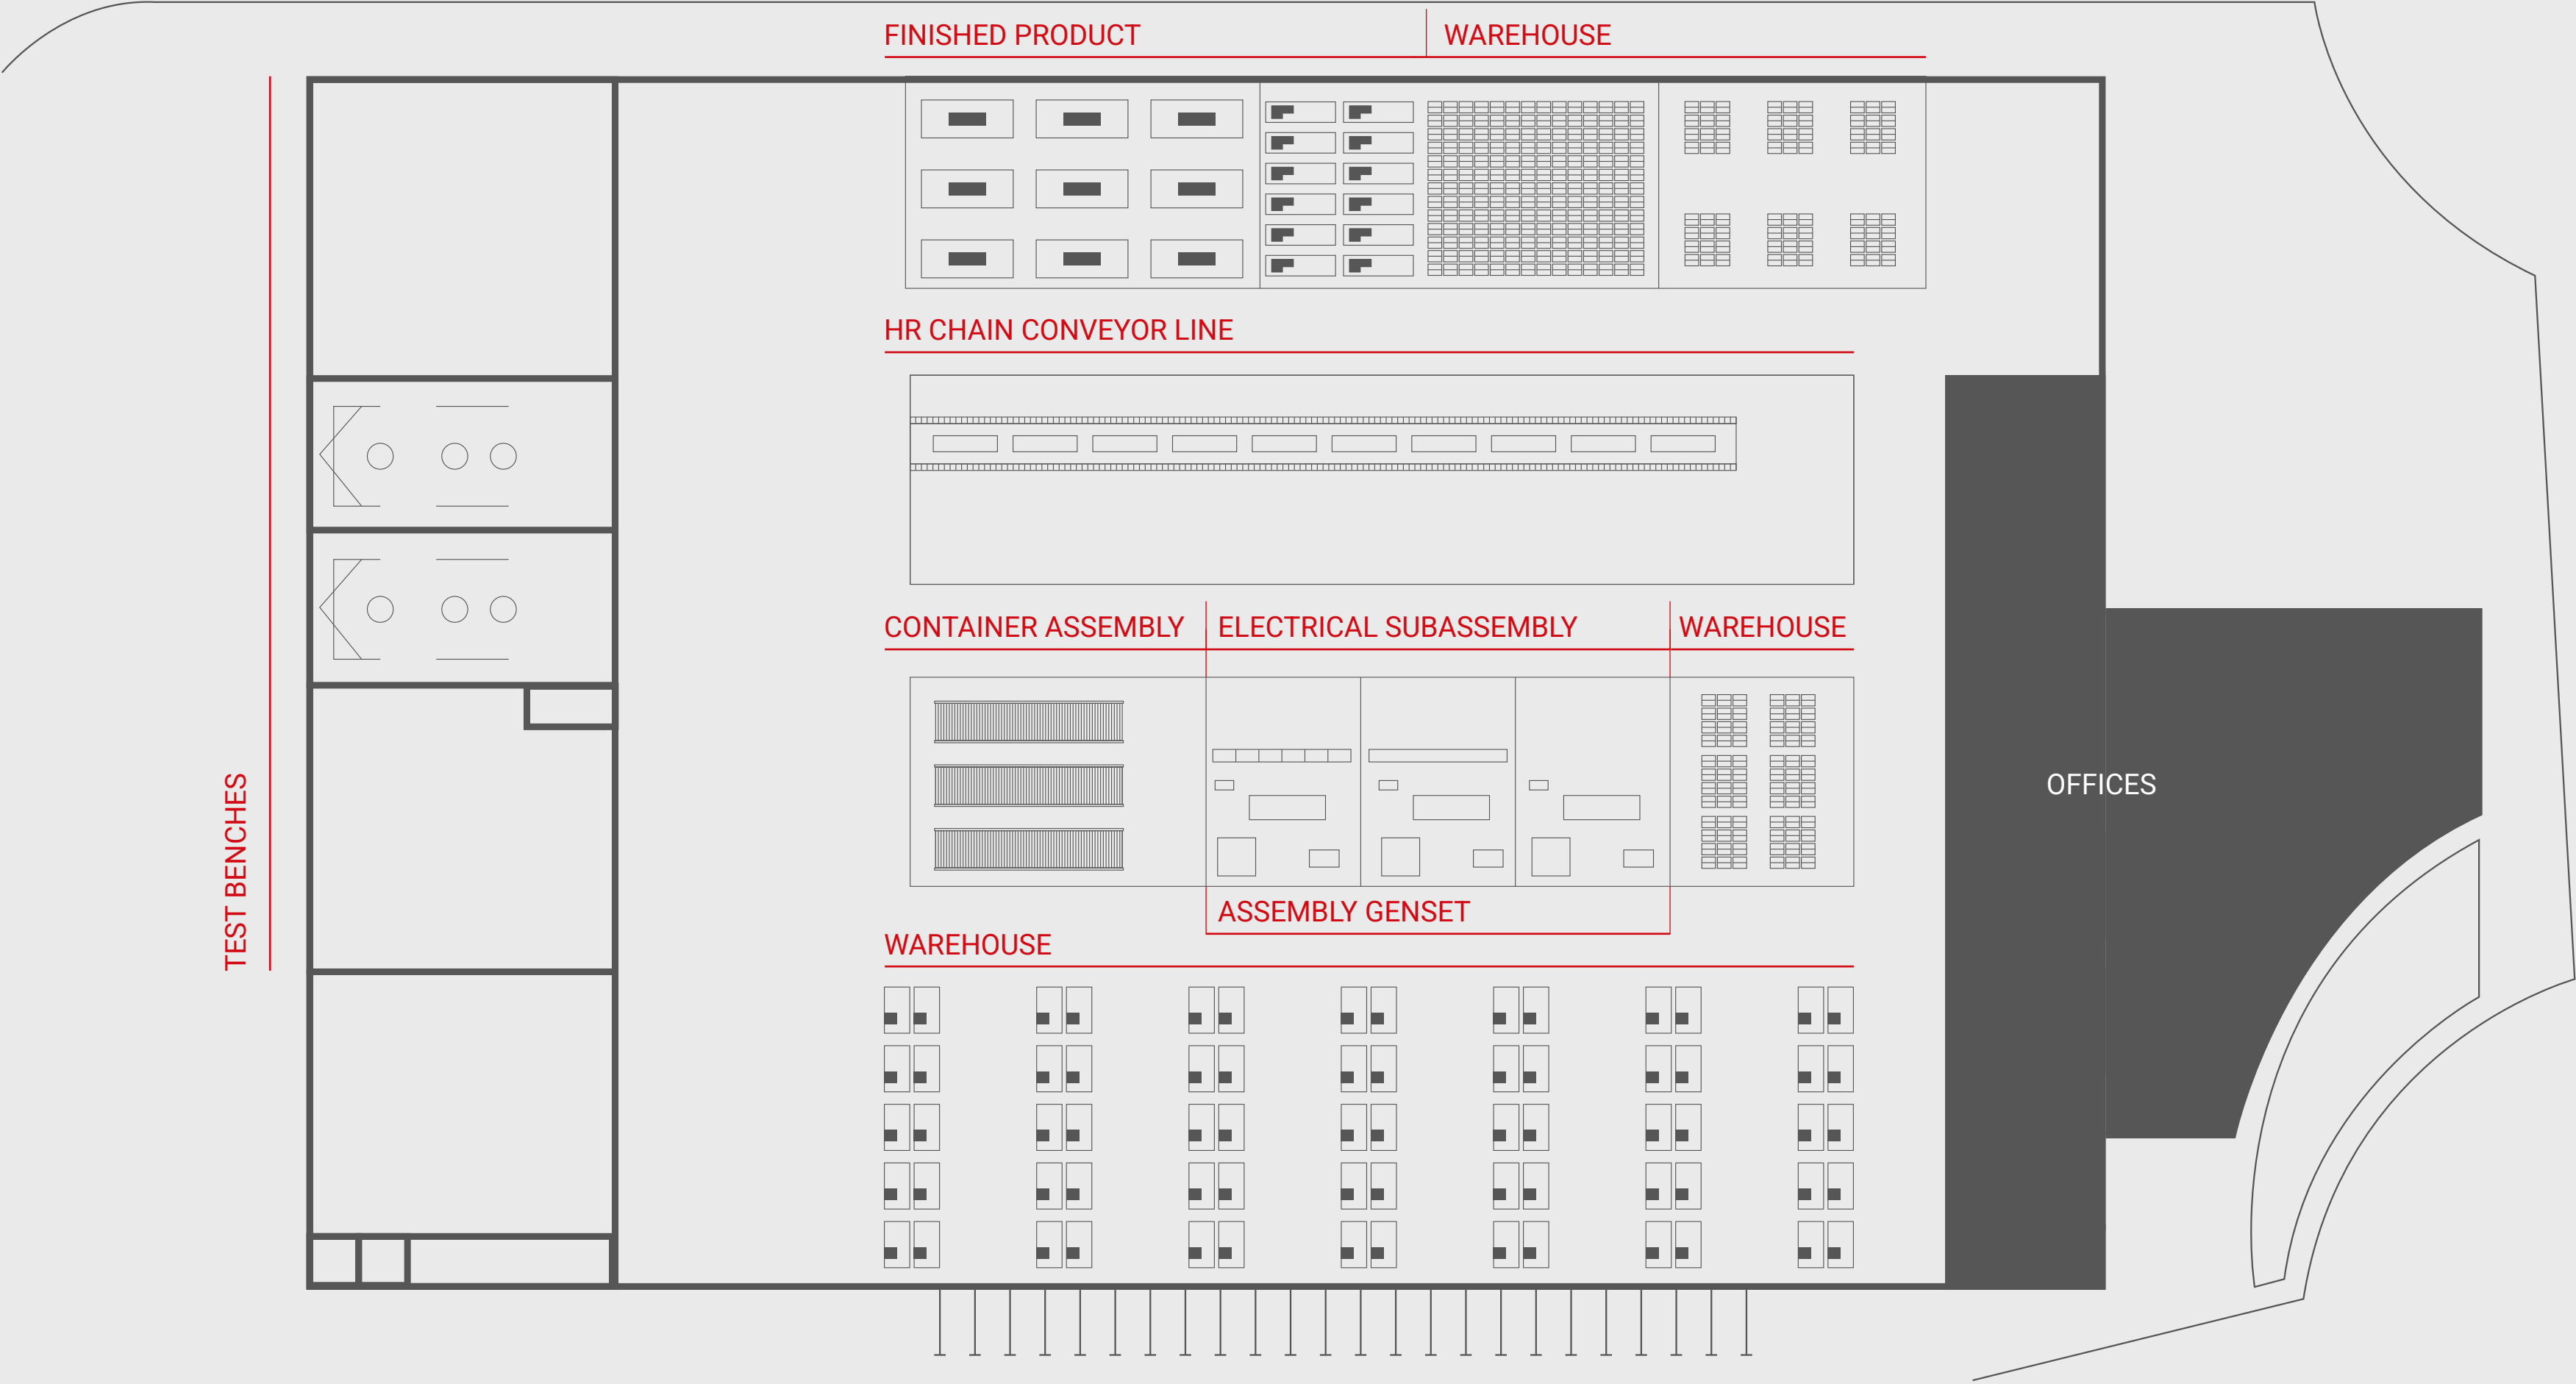 FINISHED PRODUCT
WAREHOUSE
HR CHAIN CONVEYOR LINE
CONTAINER ASSEMBLY
ELECTRICAL SUBASSEMBLY
WAREHOUSE
OFFICES
TEST BENCHES
ASSEMBLY GENSET
WAREHOUSE